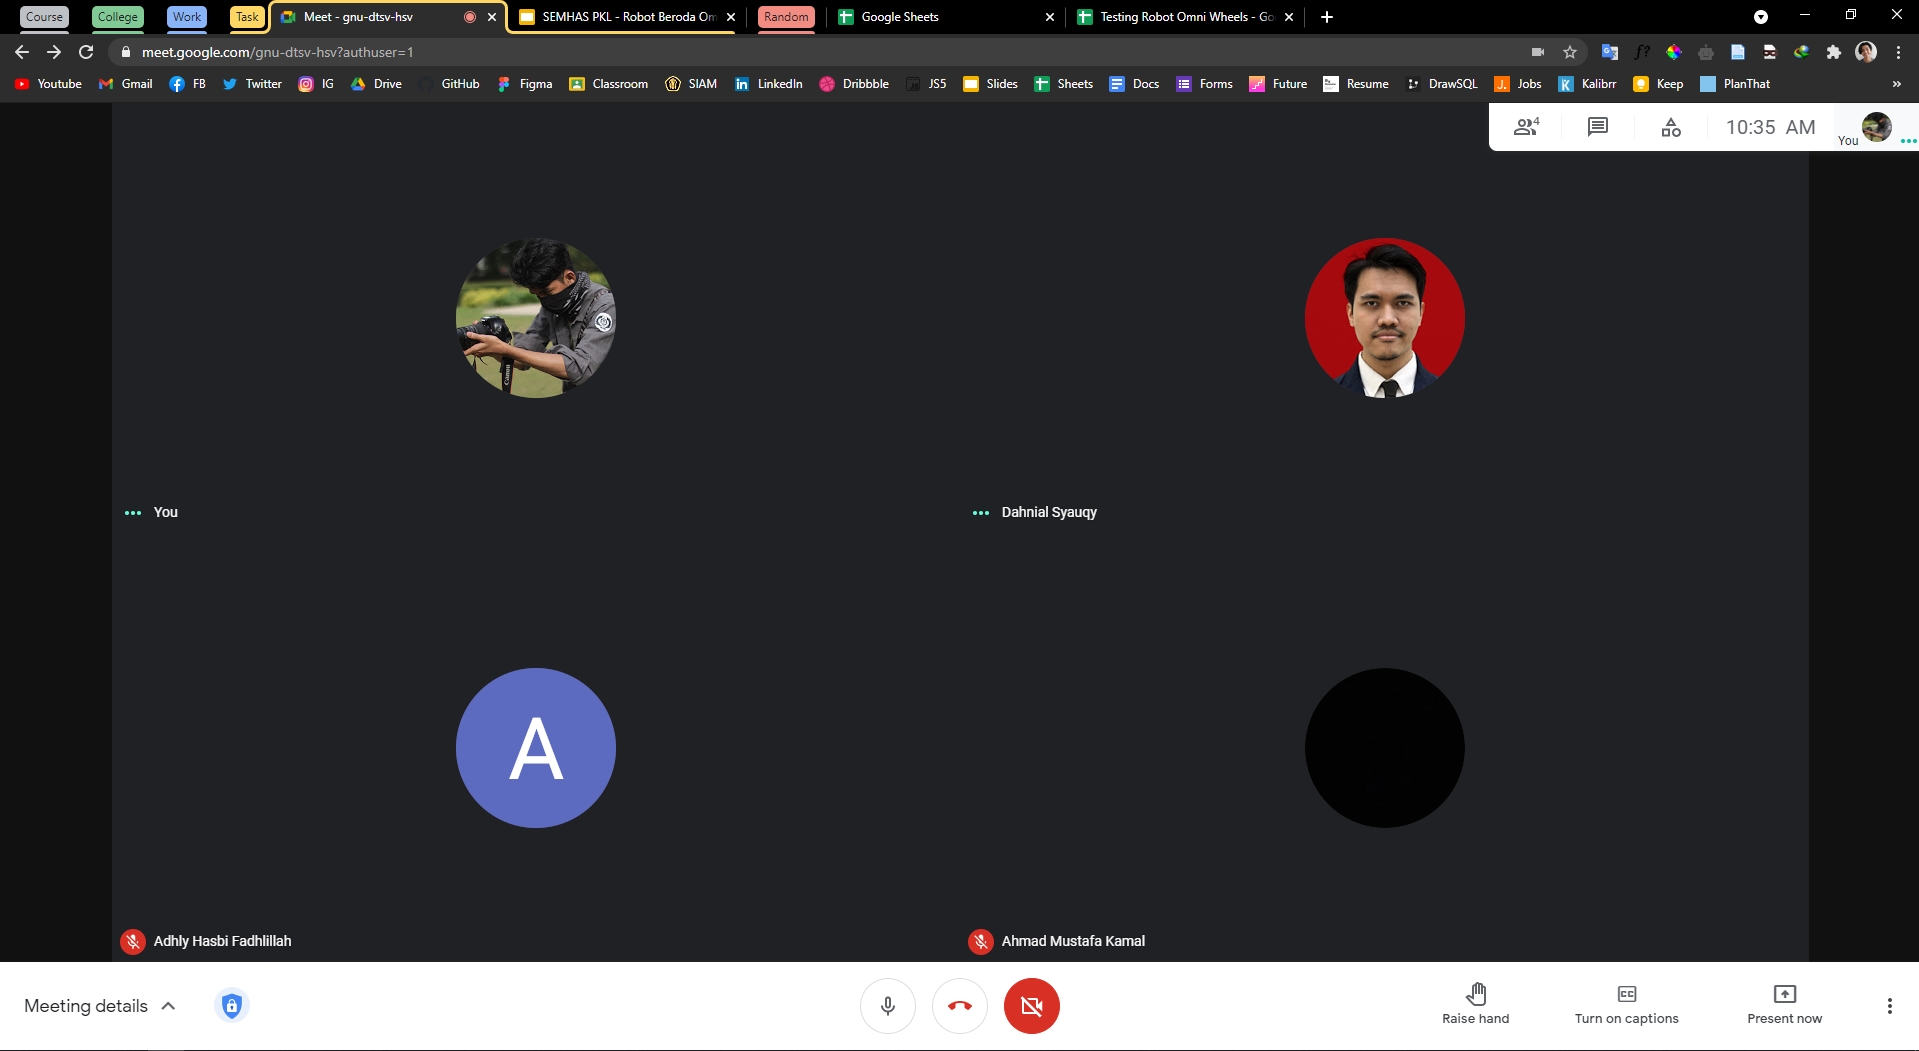 Course College Work Task Meet - gnu-dtsv-hsv SEMHAS PKL - Robot Beroda Om Random Google Sheets Testing Robot Omni Wheels - Go
meet.google.com/gnu-dtsv-hsv?authuser=1 f?
Youtube Gmail FB Twitter IG Drive GitHub Figma Classroom SIAM LinkedIn Dribbble JS5 Slides Sheets Docs Forms Future Resume DrawSQL Jobs Kalibrr Keep PlanThat »
4 10:35 AM You
Canon
You Dahnial Syauqy
A
Adhly Hasbi Fadhlillah Ahmad Mustafa Kamal
Meeting details Raise hand Turn on captions Present now